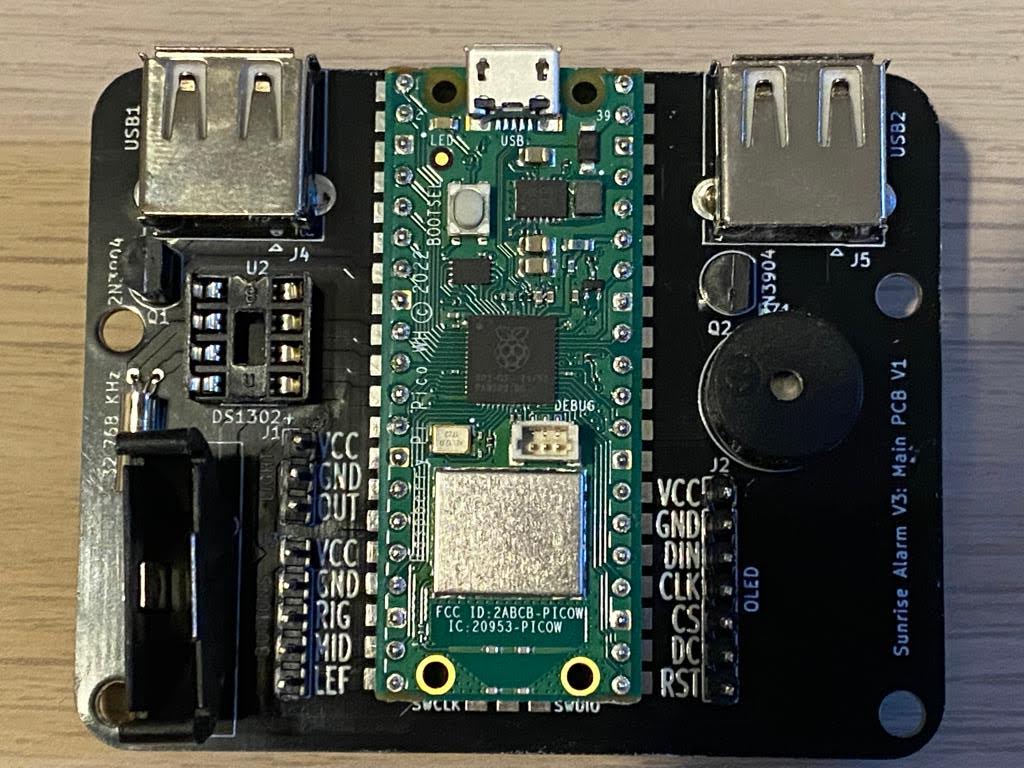 USB1
J4
2N3904
Q1
U2
DS1302+
32.768 KHz
J1
VCC
GND
OUT
VCC
GND
RIG
MID
LEF
LED
USB
39
BOOTSEL
Pico WH © 2022
DEBUG
FCC ID:2ABCB-PICOW
IC:20953-PICOW
SWCLK
SWDIO
USB2
J5
2N3904
Q2
J2
VCC
GND
DIN
CLK
CS
DC
RST
OLED
Sunrise Alarm V3: Main PCB V1